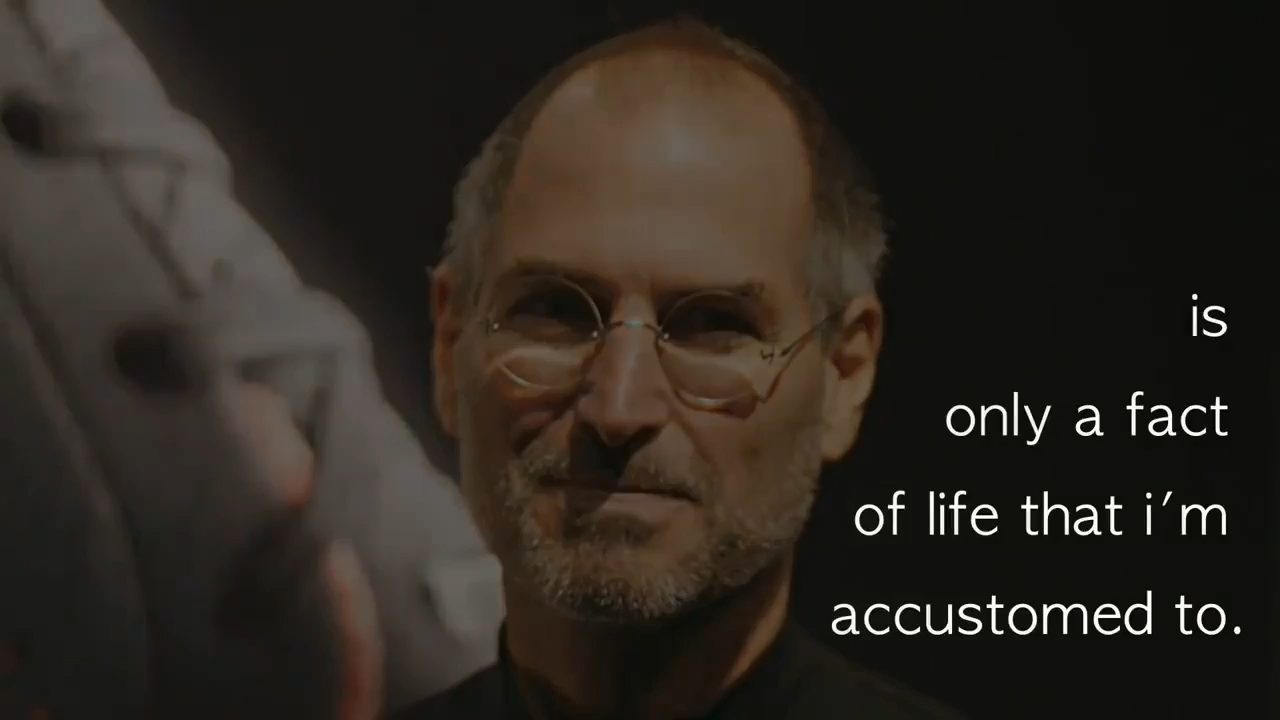 is
only a fact
of life that i'm
accustomed to.